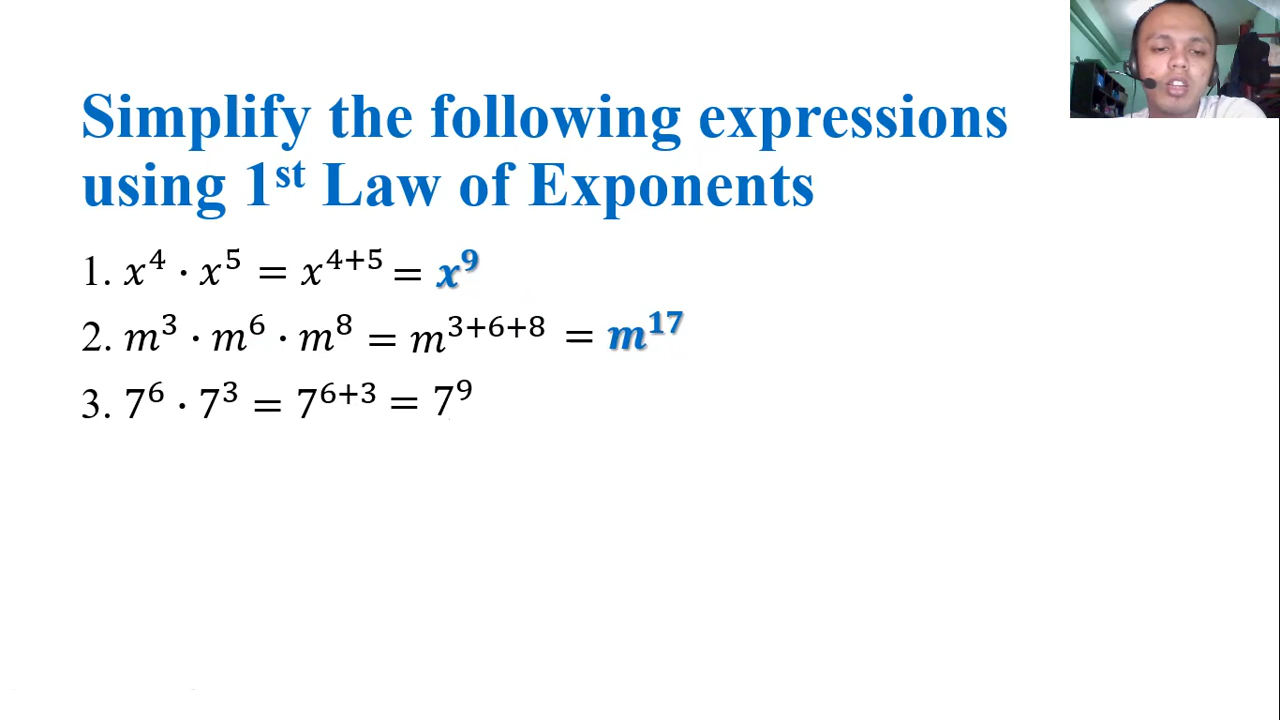 Simplify the following expressions
using 1ˢᵗ Law of Exponents
1. x⁴ · x⁵ = x⁴⁺⁵ = x⁹
2. m³ · m⁶ · m⁸ = m³⁺⁶⁺⁸ = m¹⁷
3. 7⁶ · 7³ = 7⁶⁺³ = 7⁹